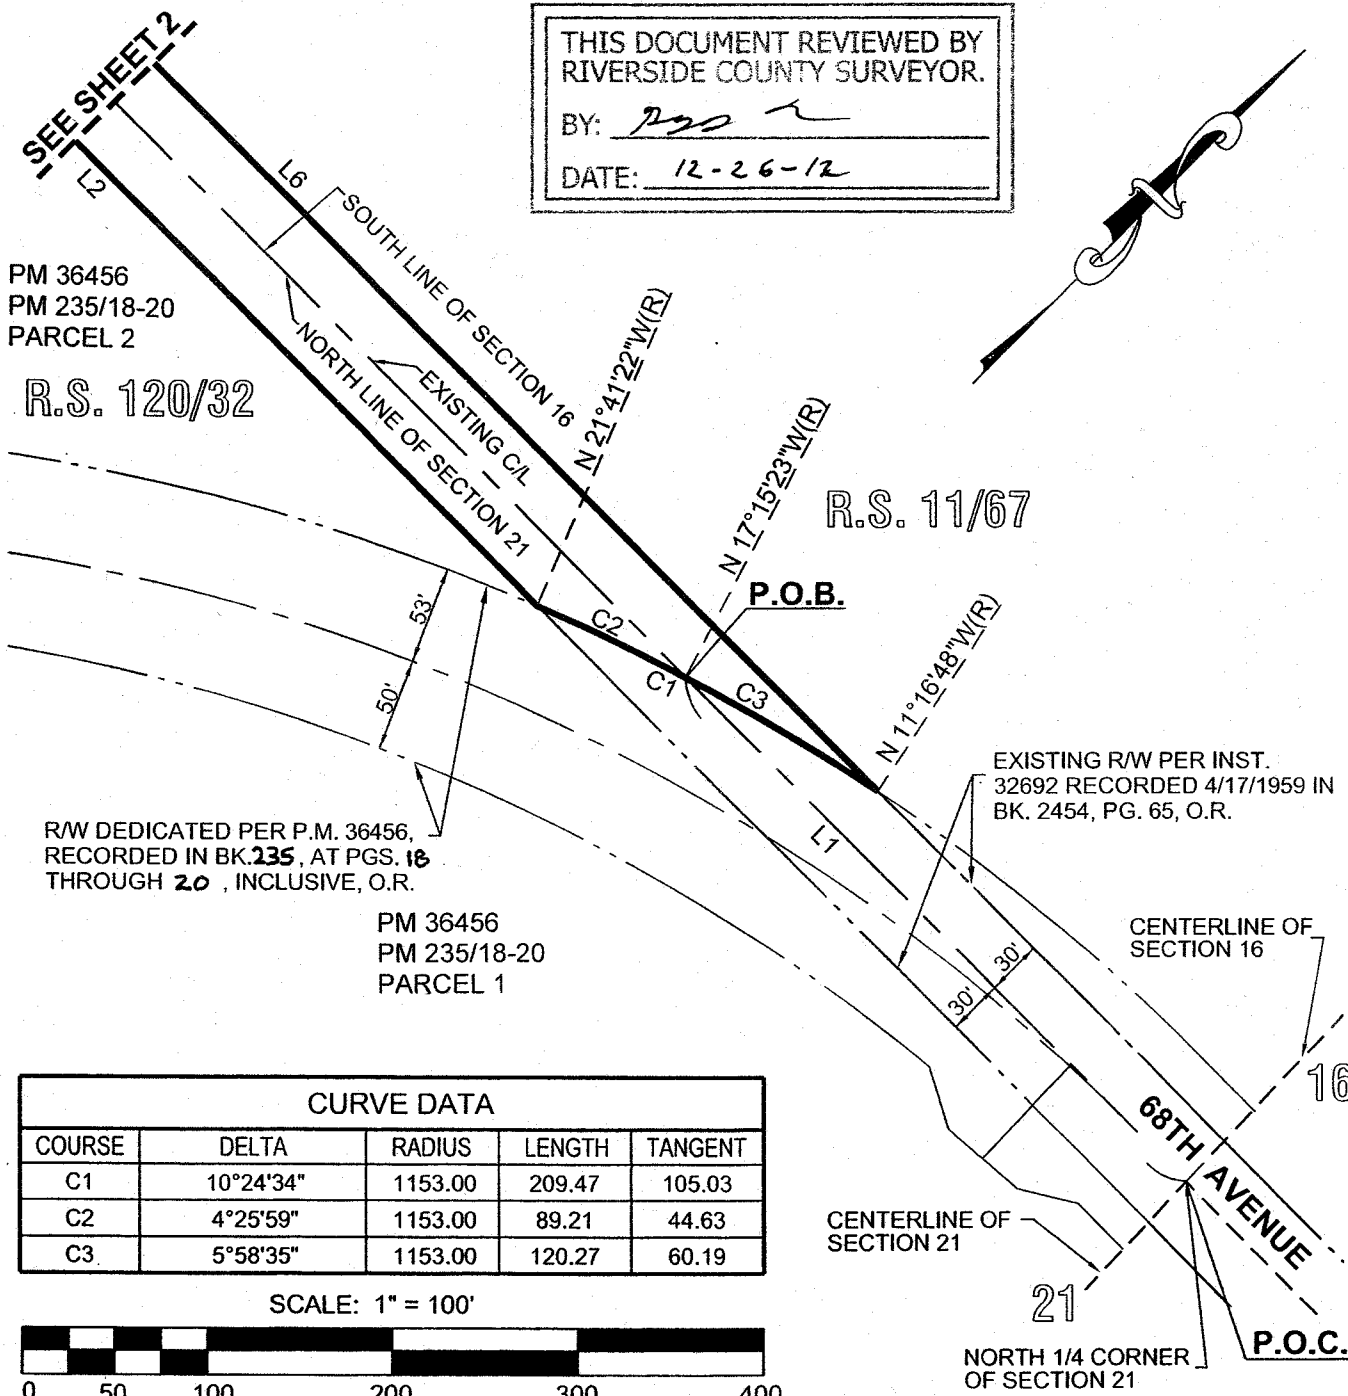 SEE SHEET 2
THIS DOCUMENT REVIEWED BY
RIVERSIDE COUNTY SURVEYOR.
BY:
DATE: 12-26-12
L2
L6
SOUTH LINE OF SECTION 16
PM 36456
PM 235/18-20
PARCEL 2
R.S. 120/32
NORTH LINE OF SECTION 21
EXISTING C/L
N 21°41'22"W(R)
N 17°15'23"W(R)
R.S. 11/67
P.O.B.
53'
50'
C2
C1
C3
N 11°16'48"W(R)
EXISTING R/W PER INST.
32692 RECORDED 4/17/1959 IN
BK. 2454, PG. 65, O.R.
R/W DEDICATED PER P.M. 36456,
RECORDED IN BK.235, AT PGS. 18
THROUGH 20 , INCLUSIVE, O.R.
L1
PM 36456
PM 235/18-20
PARCEL 1
30'
30'
CENTERLINE OF
SECTION 16
16
68TH AVENUE
CURVE DATA
COURSE DELTA RADIUS LENGTH TANGENT
C1 10°24'34" 1153.00 209.47 105.03
C2 4°25'59" 1153.00 89.21 44.63
C3 5°58'35" 1153.00 120.27 60.19
CENTERLINE OF
SECTION 21
21
SCALE: 1" = 100'
0 50 100 200 300 400
NORTH 1/4 CORNER
OF SECTION 21
P.O.C.